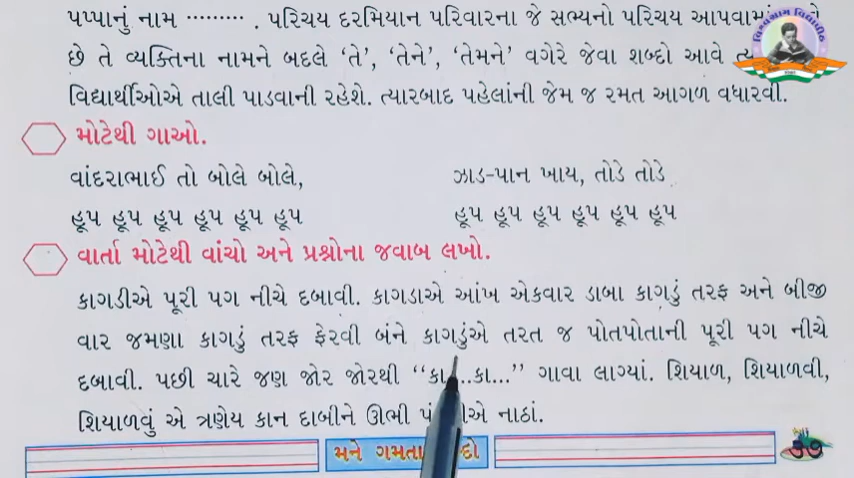 પપ્પાનું નામ ········· . પરિચય દરમિયાન પરિવારના જે સભ્યનો પરિચય આપવામાં
છે તે વ્યક્તિના નામને બદલે ‘તે’, ‘તેને’, ‘તેમને’ વગેરે જેવા શબ્દો આવે
વિદ્યાર્થીઓએ તાલી પાડવાની રહેશે. ત્યારબાદ પહેલાંની જેમ જ રમત આગળ વધારવી.
મોટેથી ગાઓ.
વાંદરાભાઈ તો બોલે બોલે, ઝાડ-પાન ખાય, તોડે તોડે
હૂપ હૂપ હૂપ હૂપ હૂપ હૂપ હૂપ હૂપ હૂપ હૂપ હૂપ હૂપ
વાર્તા મોટેથી વાંચો અને પ્રશ્નોના જવાબ લખો.
કાગડીએ પૂરી પગ નીચે દબાવી. કાગડાએ આંખ એકવાર ડાબા કાગડું તરફ અને બીજી
વાર જમણા કાગડું તરફ ફેરવી બંને કાગડુંએ તરત જ પોતપોતાની પૂરી પગ નીચે
દબાવી. પછી ચારે જણ જોર જોરથી “કા...કા...” ગાવા લાગ્યાં. શિયાળ, શિયાળવી,
શિયાળવું એ ત્રણેય કાન દાબીને ઊભી નાઠાં.
મને ગમતા
૩૭
વિશ્વગ્રામ વિદ્યાપીઠ